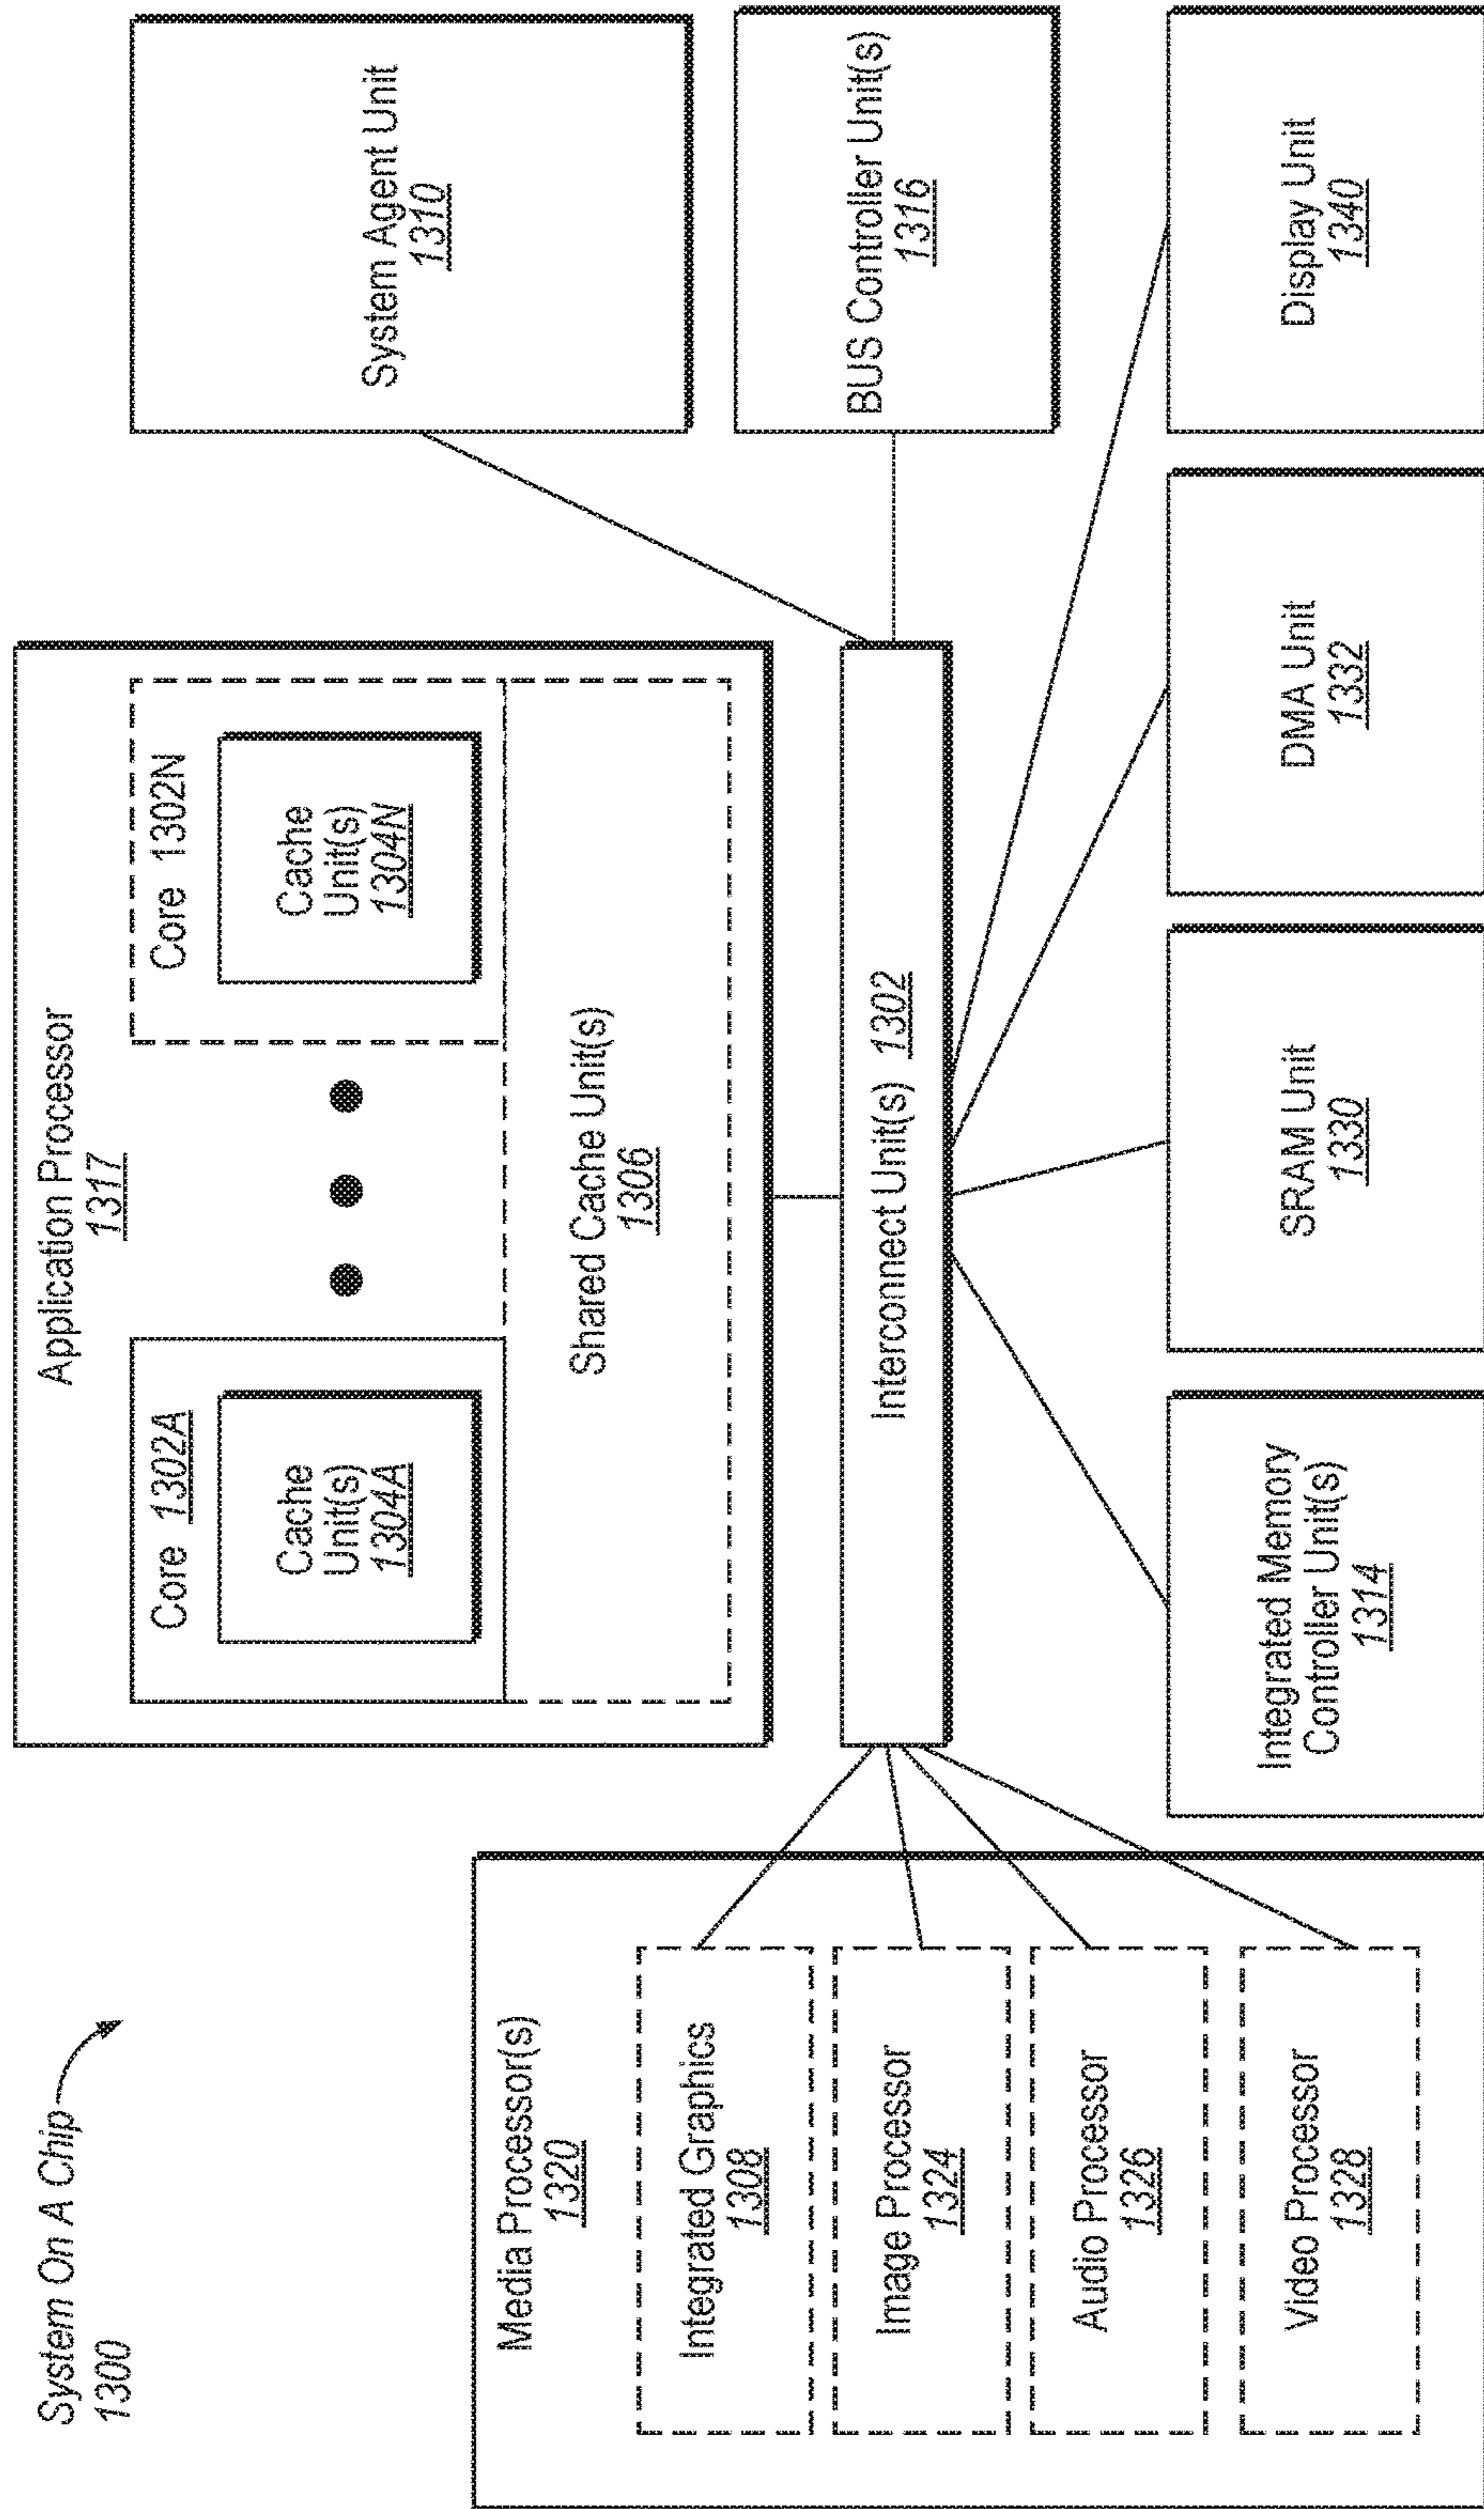 System On A Chip
1300
Application Processor
1317
Core 1302A
Cache
Unit(s)
1304A
Core 1302N
Cache
Unit(s)
1304N
Shared Cache Unit(s)
1306
System Agent Unit
1310
Media Processor(s)
1320
Integrated Graphics
1308
Image Processor
1324
Audio Processor
1326
Video Processor
1328
Interconnect Unit(s) 1302
BUS Controller Unit(s)
1316
Integrated Memory
Controller Unit(s)
1314
SRAM Unit
1330
DMA Unit
1332
Display Unit
1340